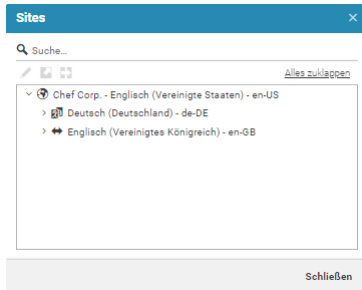 Sites
Suche...
Alles zuklappen
Chef Corp. - Englisch (Vereinigte Staaten) - en-US
Deutsch (Deutschland) - de-DE
Englisch (Vereinigtes Königreich) - en-GB
Schließen